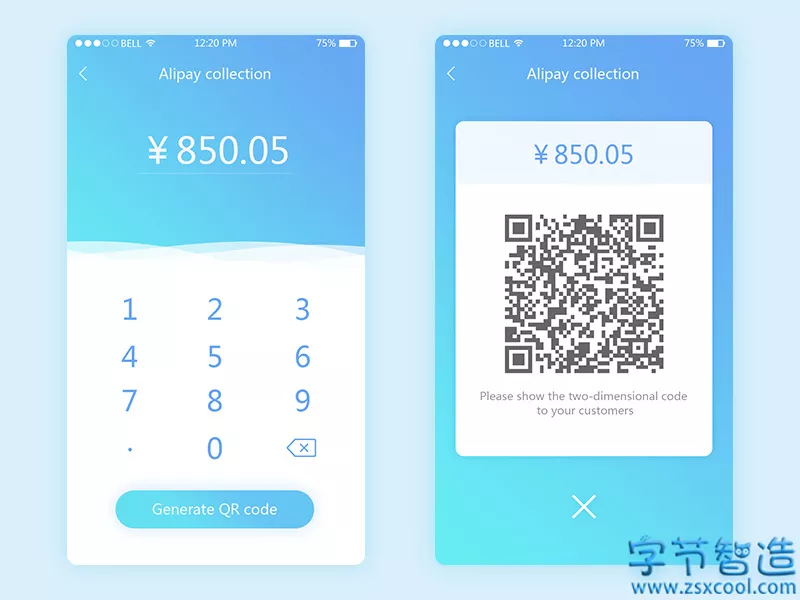 BELL 12:20 PM 75%
Alipay collection
¥ 850.05
1 2 3
4 5 6
7 8 9
. 0
Generate QR code
BELL 12:20 PM 75%
Alipay collection
¥ 850.05
Please show the two-dimensional code
to your customers
字节智造
www.zsxcool.com